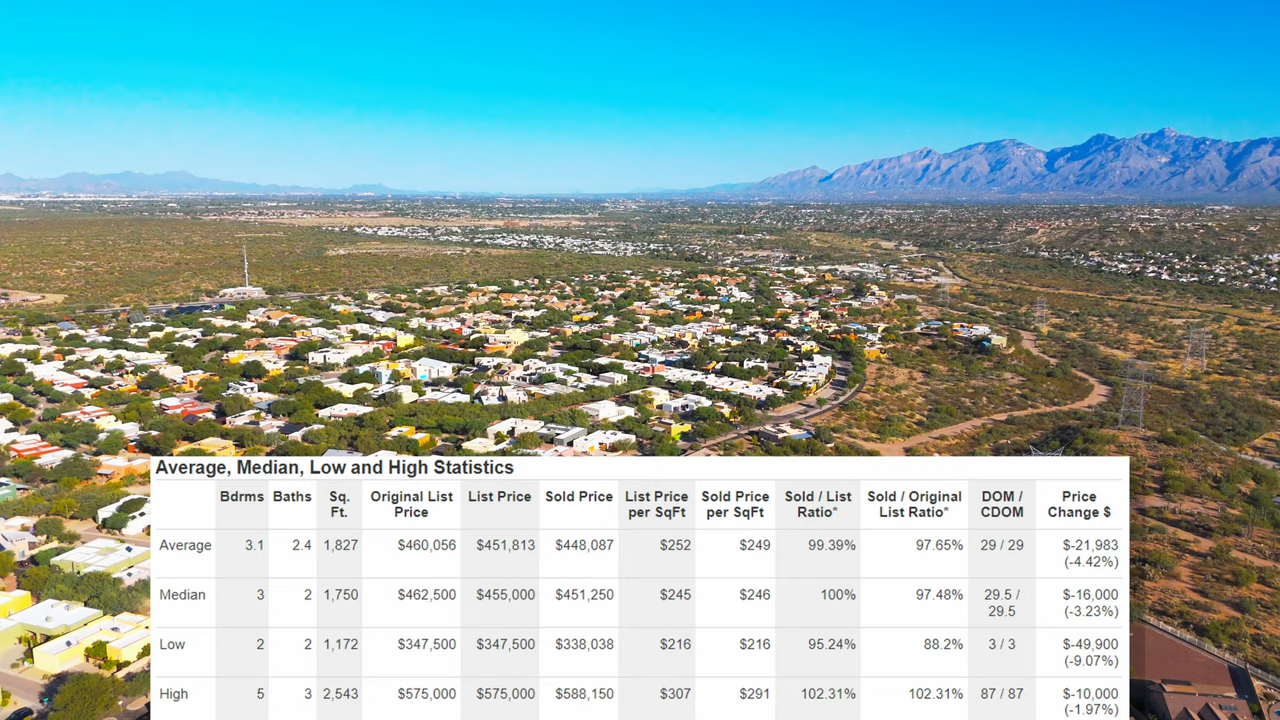 Average, Median, Low and High Statistics
Bdrms Baths Sq. Ft. Original List Price List Price Sold Price List Price per SqFt Sold Price per SqFt Sold / List Ratio* Sold / Original List Ratio* DOM / CDOM Price Change $
Average 3.1 2.4 1,827 $460,056 $451,813 $448,087 $252 $249 99.39% 97.65% 29 / 29 $-21,983 (-4.42%)
Median 3 2 1,750 $462,500 $455,000 $451,250 $245 $246 100% 97.48% 29.5 / 29.5 $-16,000 (-3.23%)
Low 2 2 1,172 $347,500 $347,500 $338,038 $216 $216 95.24% 88.2% 3 / 3 $-49,900 (-9.07%)
High 5 3 2,543 $575,000 $575,000 $588,150 $307 $291 102.31% 102.31% 87 / 87 $-10,000 (-1.97%)